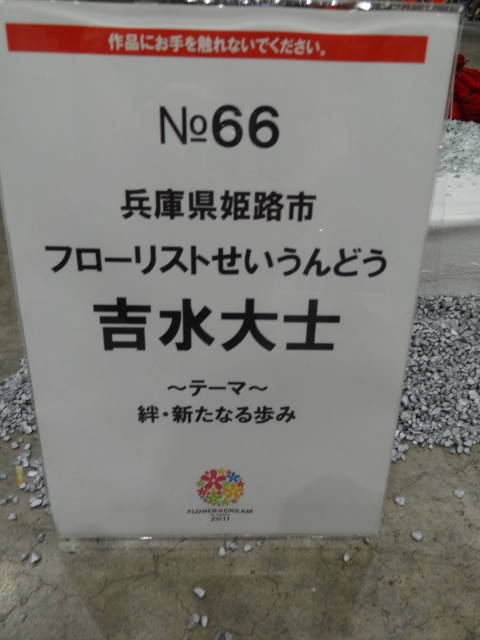 作品にお手を触れないでください。
№66
兵庫県姫路市
フローリストせいうんどう
吉水大士
～テーマ～
絆・新たなる歩み
FLOWER DREAM
2011